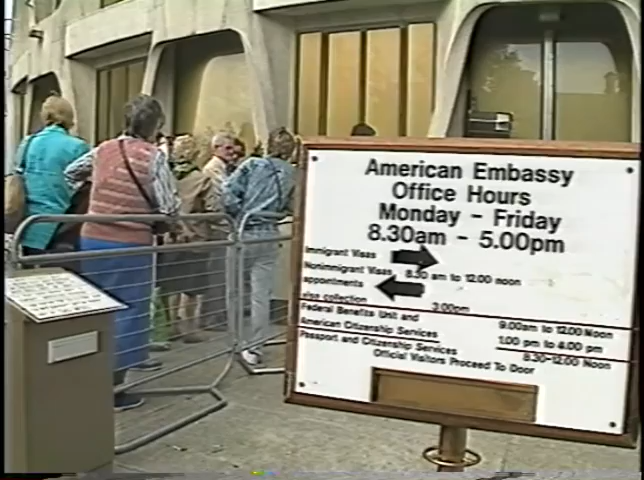 American Embassy
Office Hours
Monday - Friday
8.30am - 5.00pm
Immigrant Visas
Nonimmigrant Visas 8.30 am to 12.00 noon
appointments
visa collection 3.00pm
Federal Benefits Unit and 9.00am to 12.00 Noon
American Citizenship Services 1.00 pm to 4.00 pm
Passport and Citizenship Services 8.30-12.00 Noon
Official Visitors Proceed To Door